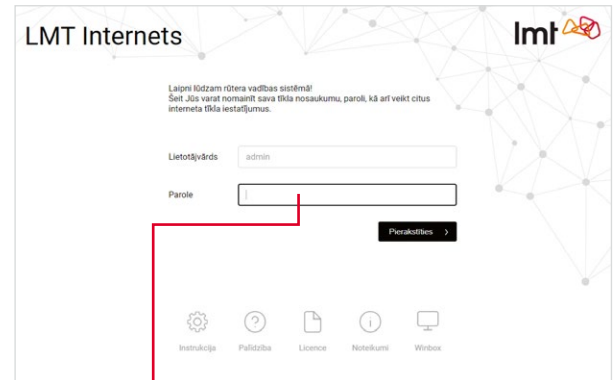 LMT Internets
lmt
Laipni lūdzam rūtera vadības sistēmā!
Šeit Jūs varat nomainīt sava tīkla nosaukumu, paroli, kā arī veikt citus
interneta tīkla iestatījumus.
Lietotājvārds admin
Parole
Pierakstīties >
Instrukcija Palīdzība Licence Noteikumi Winbox